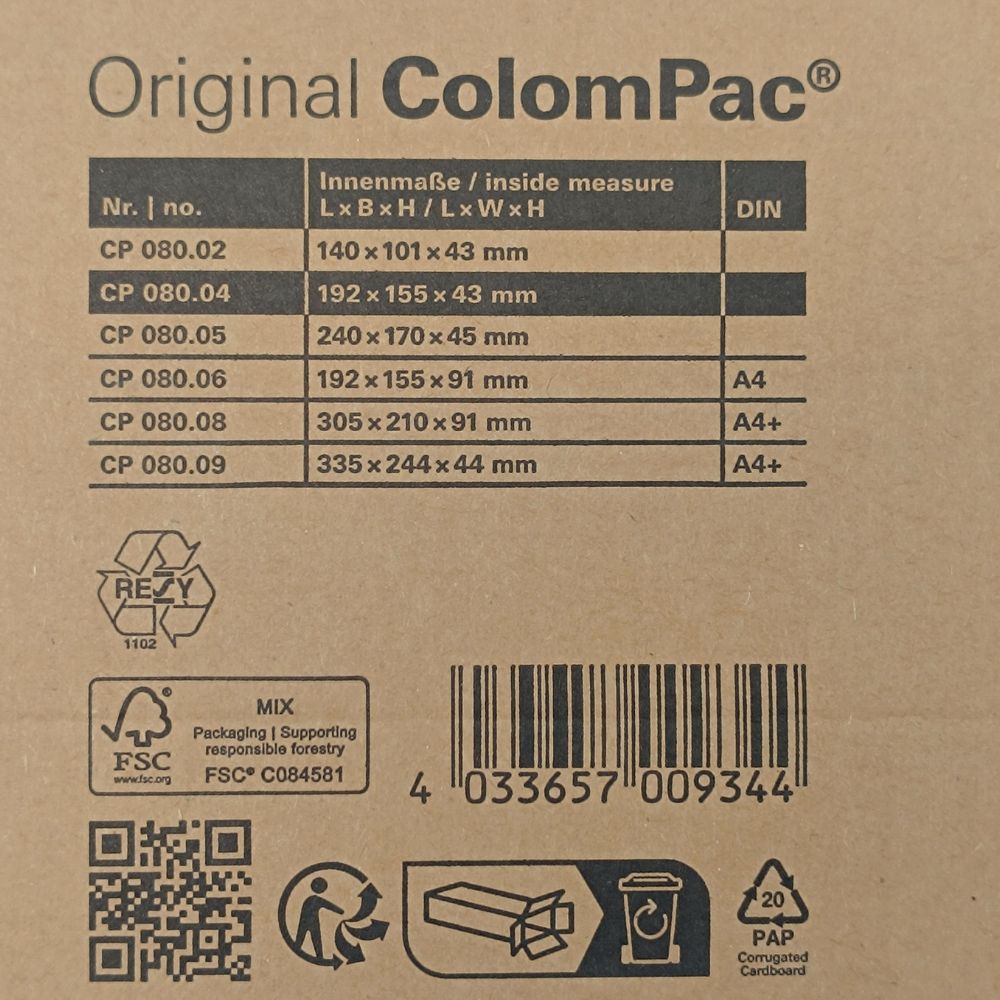 Original ColomPac®
Nr. | no. Innenmaße / inside measure L x B x H / L x W x H DIN
CP 080.02 140 x 101 x 43 mm
CP 080.04 192 x 155 x 43 mm
CP 080.05 240 x 170 x 45 mm
CP 080.06 192 x 155 x 91 mm A4
CP 080.08 305 x 210 x 91 mm A4+
CP 080.09 335 x 244 x 44 mm A4+
RESY
1102
FSC®
www.fsc.org
MIX
Packaging | Supporting
responsible forestry
FSC® C084581
4 033657 009344
20
PAP
Corrugated
Cardboard